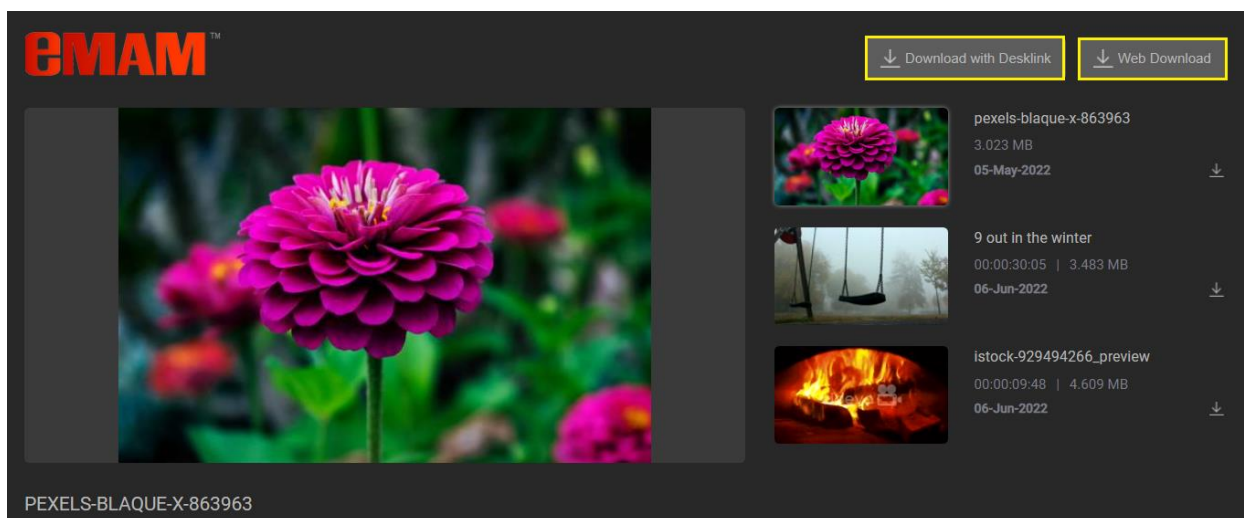 eMAM™
Download with Desklink
Web Download
pexels-blaque-x-863963
3.023 MB
05-May-2022
9 out in the winter
00:00:30:05 | 3.483 MB
06-Jun-2022
istock-929494266_preview
00:00:09:48 | 4.609 MB
06-Jun-2022
PEXELS-BLAQUE-X-863963